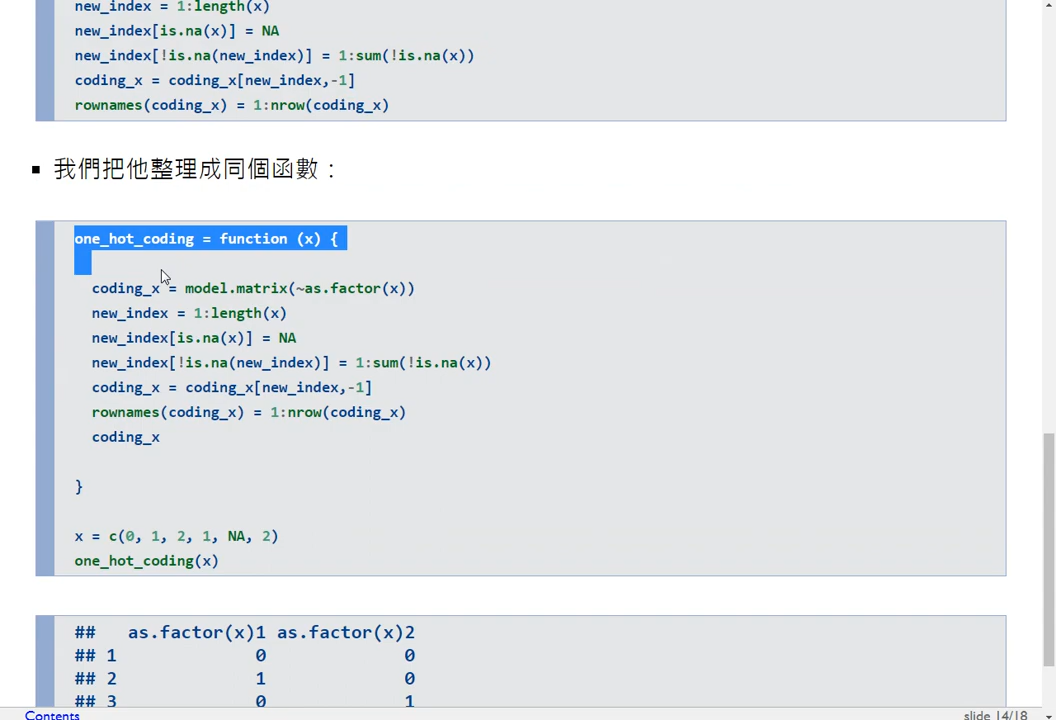 new_index = 1:length(x)
new_index[is.na(x)] = NA
new_index[!is.na(new_index)] = 1:sum(!is.na(x))
coding_x = coding_x[new_index,-1]
rownames(coding_x) = 1:nrow(coding_x)
▪ 我們把他整理成同個函數：
one_hot_coding = function (x) {
coding_x = model.matrix(~as.factor(x))
new_index = 1:length(x)
new_index[is.na(x)] = NA
new_index[!is.na(new_index)] = 1:sum(!is.na(x))
coding_x = coding_x[new_index,-1]
rownames(coding_x) = 1:nrow(coding_x)
coding_x
}
x = c(0, 1, 2, 1, NA, 2)
one_hot_coding(x)
## as.factor(x)1 as.factor(x)2
## 1 0 0
## 2 1 0
## 3 0 1
Contents slide 14/18